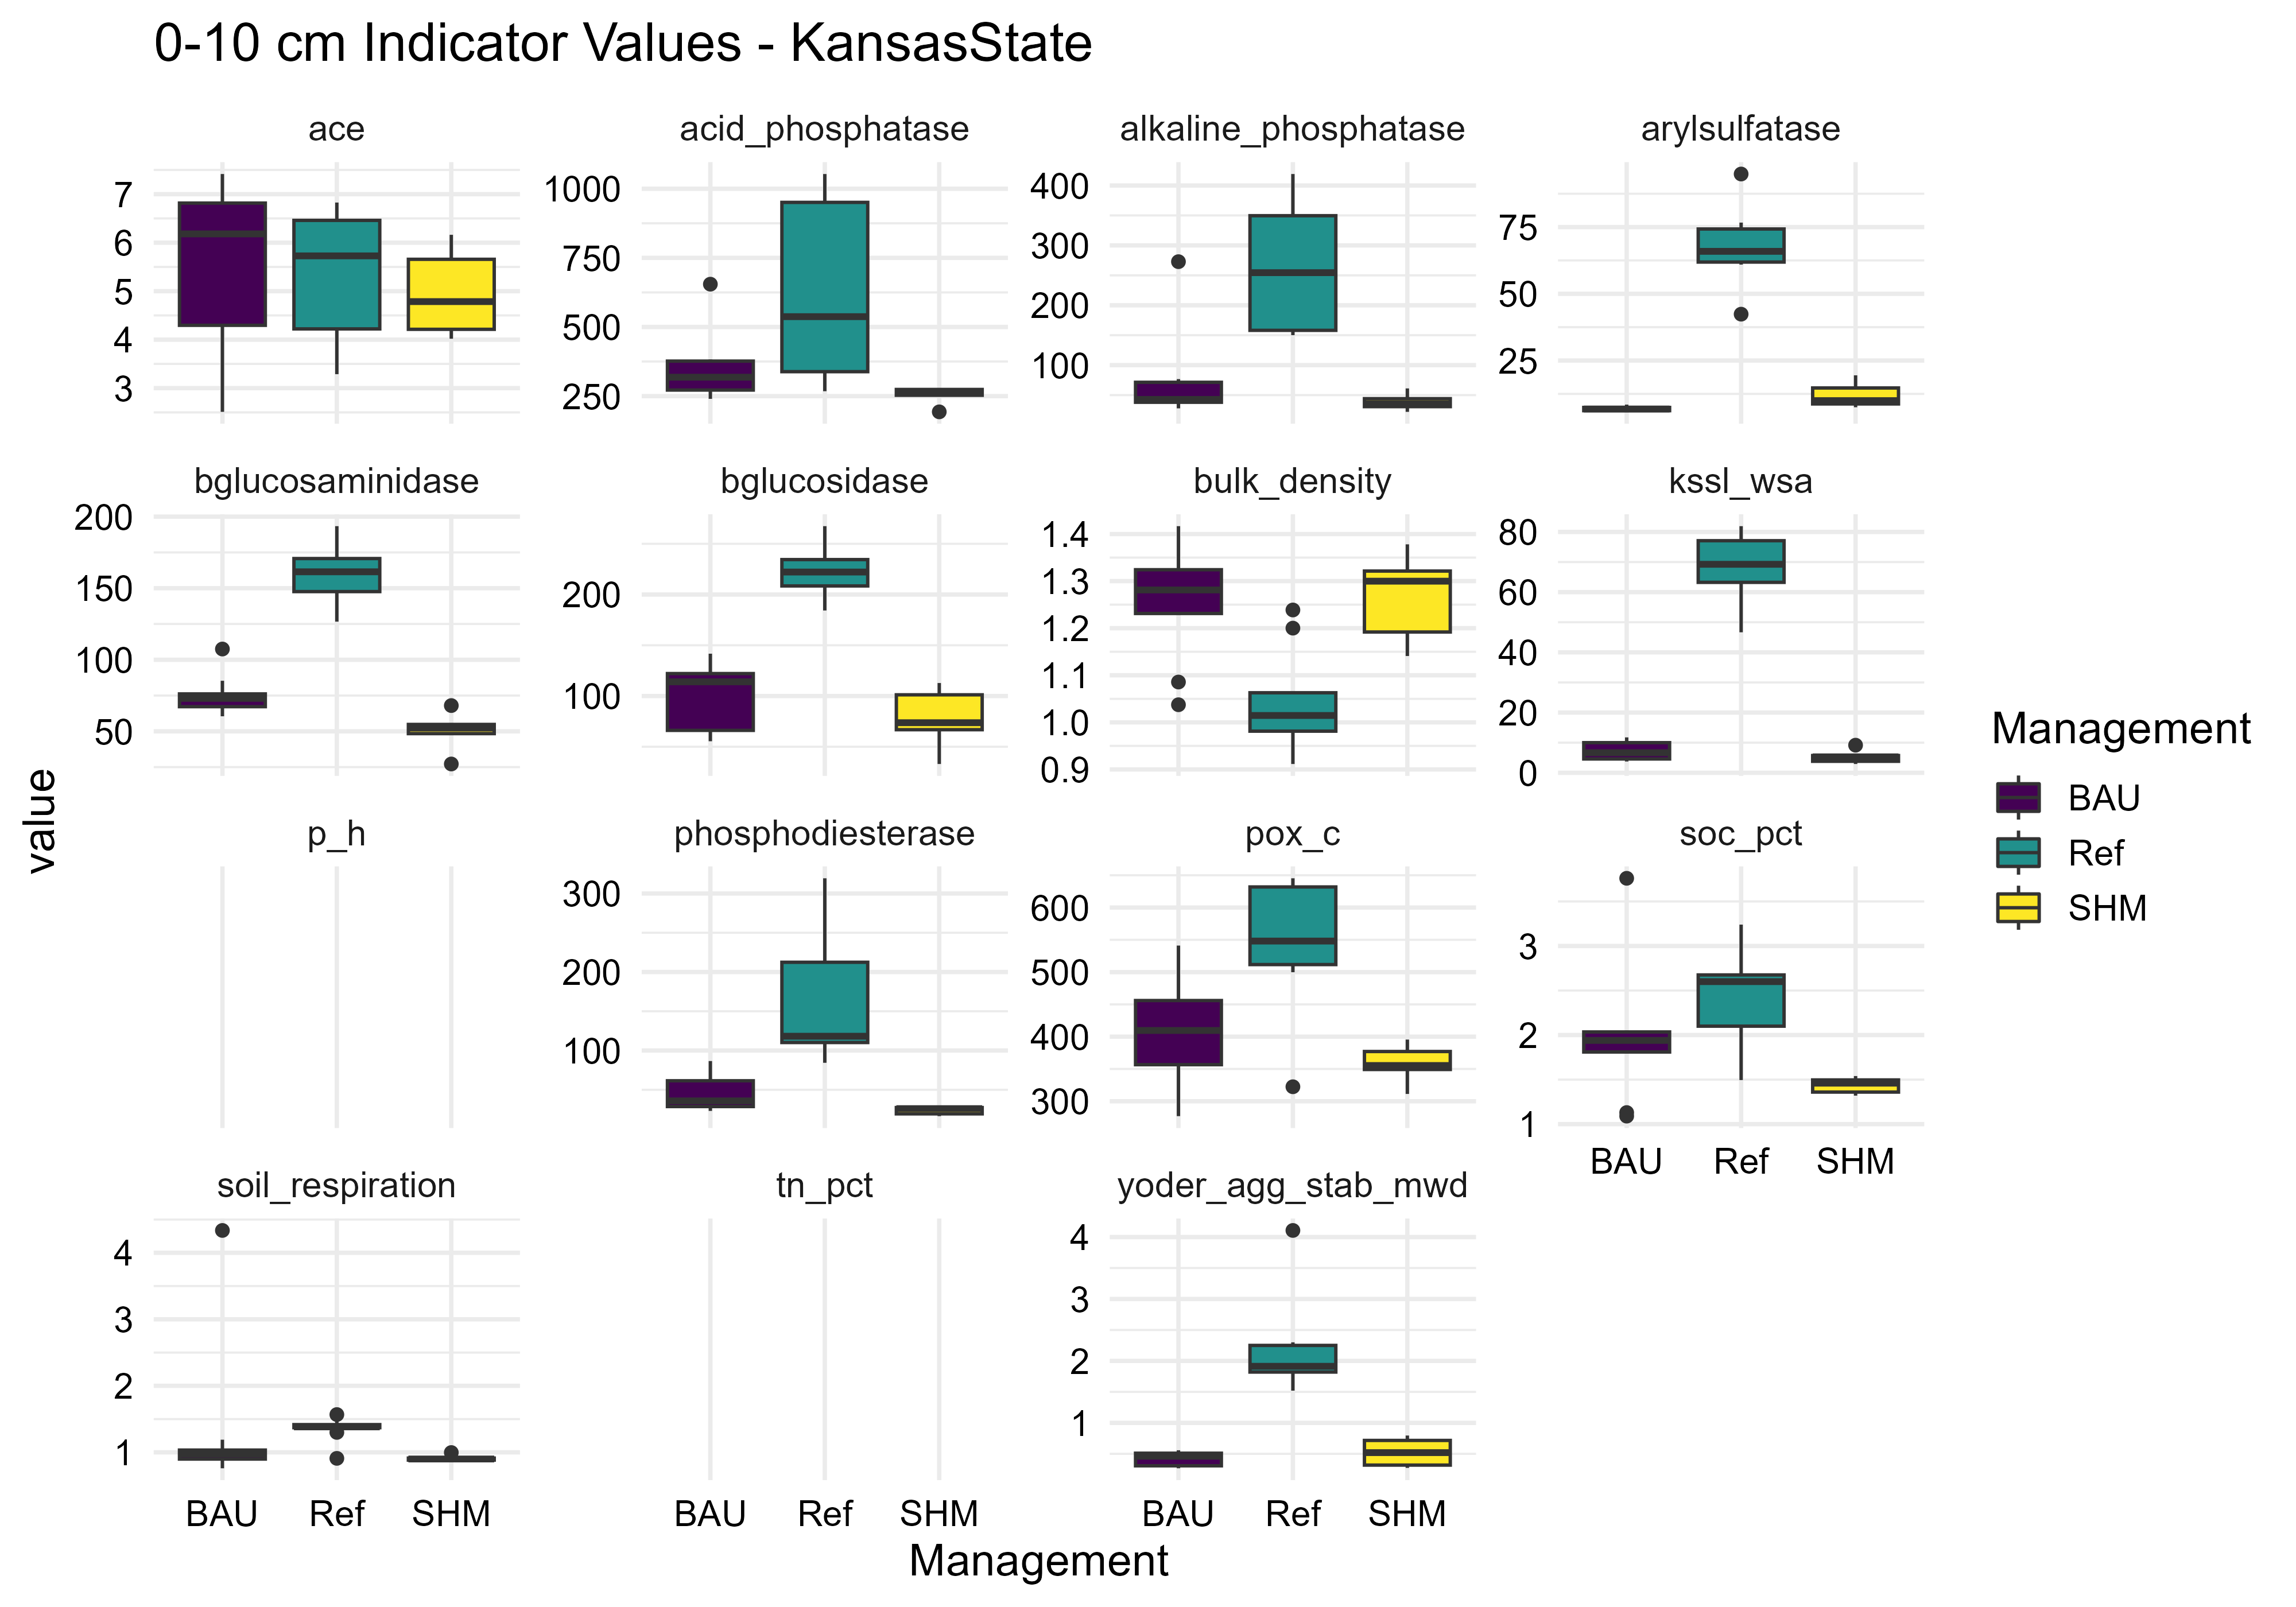 0-10 cm Indicator Values - KansasState
ace
acid_phosphatase
alkaline_phosphatase
arylsulfatase
7
6
5
4
3
1000
750
500
250
400
300
200
100
75
50
25
bglucosaminidase
bglucosidase
bulk_density
kssl_wsa
200
150
100
50
200
100
1.4
1.3
1.2
1.1
1.0
0.9
80
60
40
20
0
p_h
phosphodiesterase
pox_c
soc_pct
300
200
100
600
500
400
300
3
2
1
BAU Ref SHM
soil_respiration
tn_pct
yoder_agg_stab_mwd
4
3
2
1
4
3
2
1
BAU Ref SHM
BAU Ref SHM
BAU Ref SHM
Management
value
Management
BAU
Ref
SHM